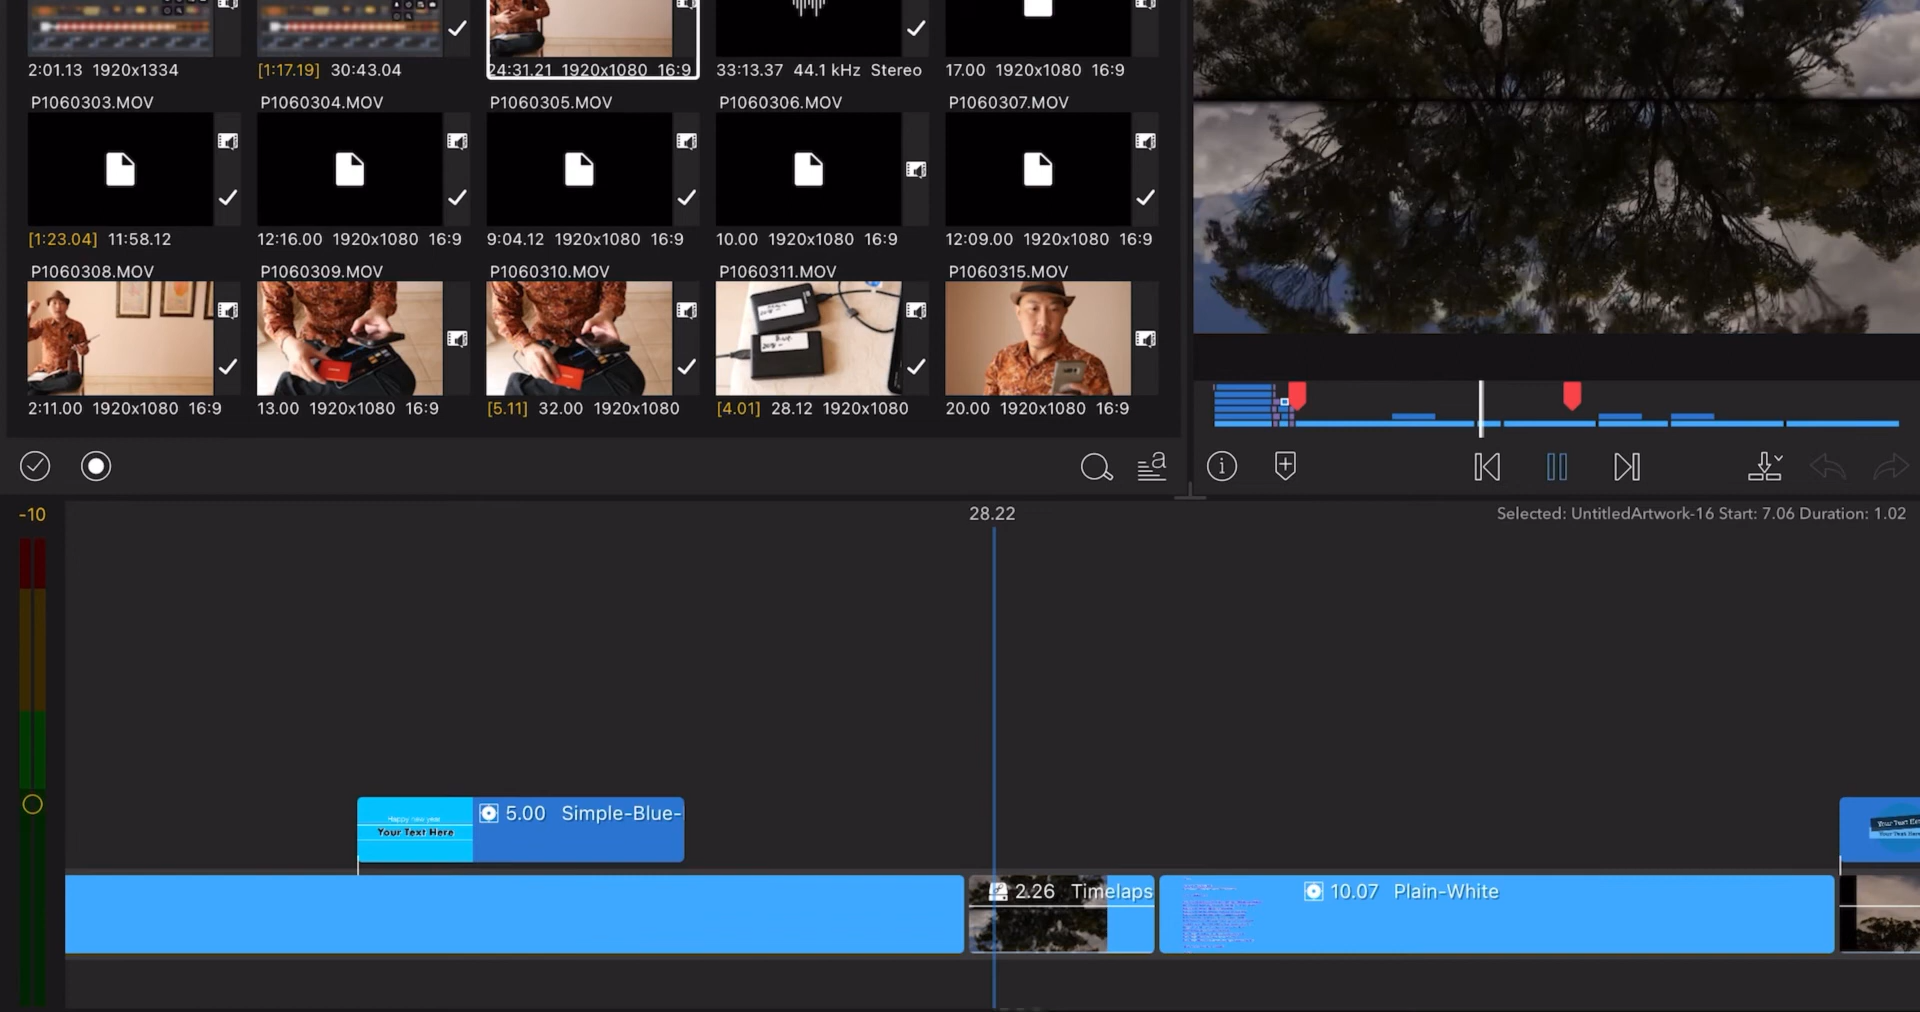 2:01.13 1920x1334
[1:17.19] 30:43.04
24:31.21 1920x1080 16:9
33:13.37 44.1 kHz Stereo
17.00 1920x1080 16:9
P1060303.MOV
P1060304.MOV
P1060305.MOV
P1060306.MOV
P1060307.MOV
[1:23.04] 11:58.12
12:16.00 1920x1080 16:9
9:04.12 1920x1080 16:9
10.00 1920x1080 16:9
12:09.00 1920x1080 16:9
P1060308.MOV
P1060309.MOV
P1060310.MOV
P1060311.MOV
P1060315.MOV
2:11.00 1920x1080 16:9
13.00 1920x1080 16:9
[5.11] 32.00 1920x1080
[4.01] 28.12 1920x1080
20.00 1920x1080 16:9
-10
28.22
Selected: UntitledArtwork-16 Start: 7.06 Duration: 1.02
Happy new year
Your Text Here
5.00 Simple-Blue-
2.26 Timelaps
10.07 Plain-White